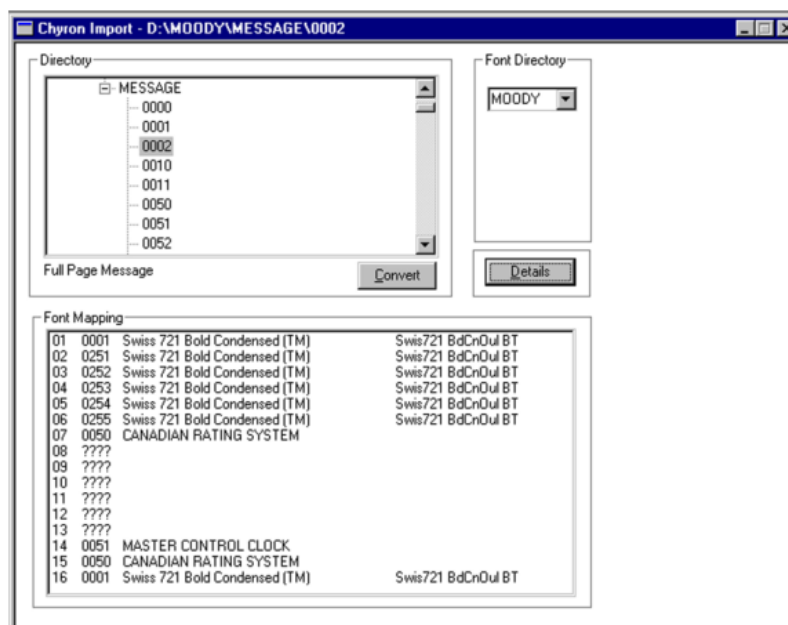 Chyron Import - D:\MOODY\MESSAGE\0002
Directory
MESSAGE
0000
0001
0002
0010
0011
0050
0051
0052
Full Page Message
Convert
Font Directory
MOODY
Details
Font Mapping
01 0001 Swiss 721 Bold Condensed (TM) Swis721 BdCnOul BT
02 0251 Swiss 721 Bold Condensed (TM) Swis721 BdCnOul BT
03 0252 Swiss 721 Bold Condensed (TM) Swis721 BdCnOul BT
04 0253 Swiss 721 Bold Condensed (TM) Swis721 BdCnOul BT
05 0254 Swiss 721 Bold Condensed (TM) Swis721 BdCnOul BT
06 0255 Swiss 721 Bold Condensed (TM) Swis721 BdCnOul BT
07 0050 CANADIAN RATING SYSTEM
08 ????
09 ????
10 ????
11 ????
12 ????
13 ????
14 0051 MASTER CONTROL CLOCK
15 0050 CANADIAN RATING SYSTEM
16 0001 Swiss 721 Bold Condensed (TM) Swis721 BdCnOul BT